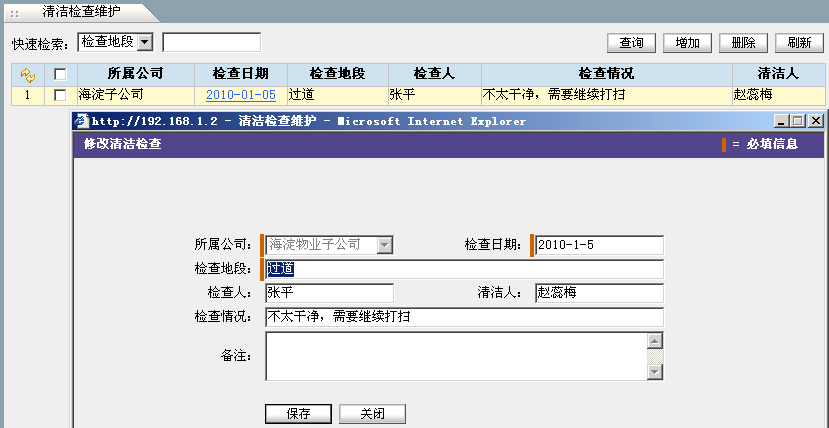 清洁检查维护
快速检索: 检查地段 查询 增加 删除 刷新
所属公司 检查日期 检查地段 检查人 检查情况 清洁人
1 海淀子公司 2010-01-05 过道 张平 不太干净，需要继续打扫 赵蕊梅
http://192.168.1.2 - 清洁检查维护 - Microsoft Internet Explorer
修改清洁检查 = 必填信息
所属公司: 海淀物业子公司 检查日期: 2010-1-5
检查地段: 过道
检查人: 张平 清洁人: 赵蕊梅
检查情况: 不太干净，需要继续打扫
备注:
保存 关闭